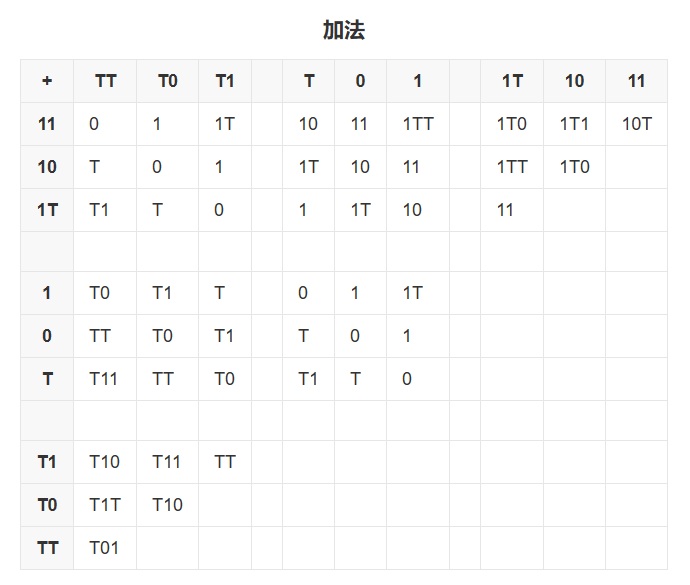 加法
+ TT T0 T1 T 0 1 1T 10 11
11 0 1 1T 10 11 1TT 1T0 1T1 10T
10 T 0 1 1T 10 11 1TT 1T0
1T T1 T 0 1 1T 10 11
1 T0 T1 T 0 1 1T
0 TT T0 T1 T 0 1
T T11 TT T0 T1 T 0
T1 T10 T11 TT
T0 T1T T10
TT T01